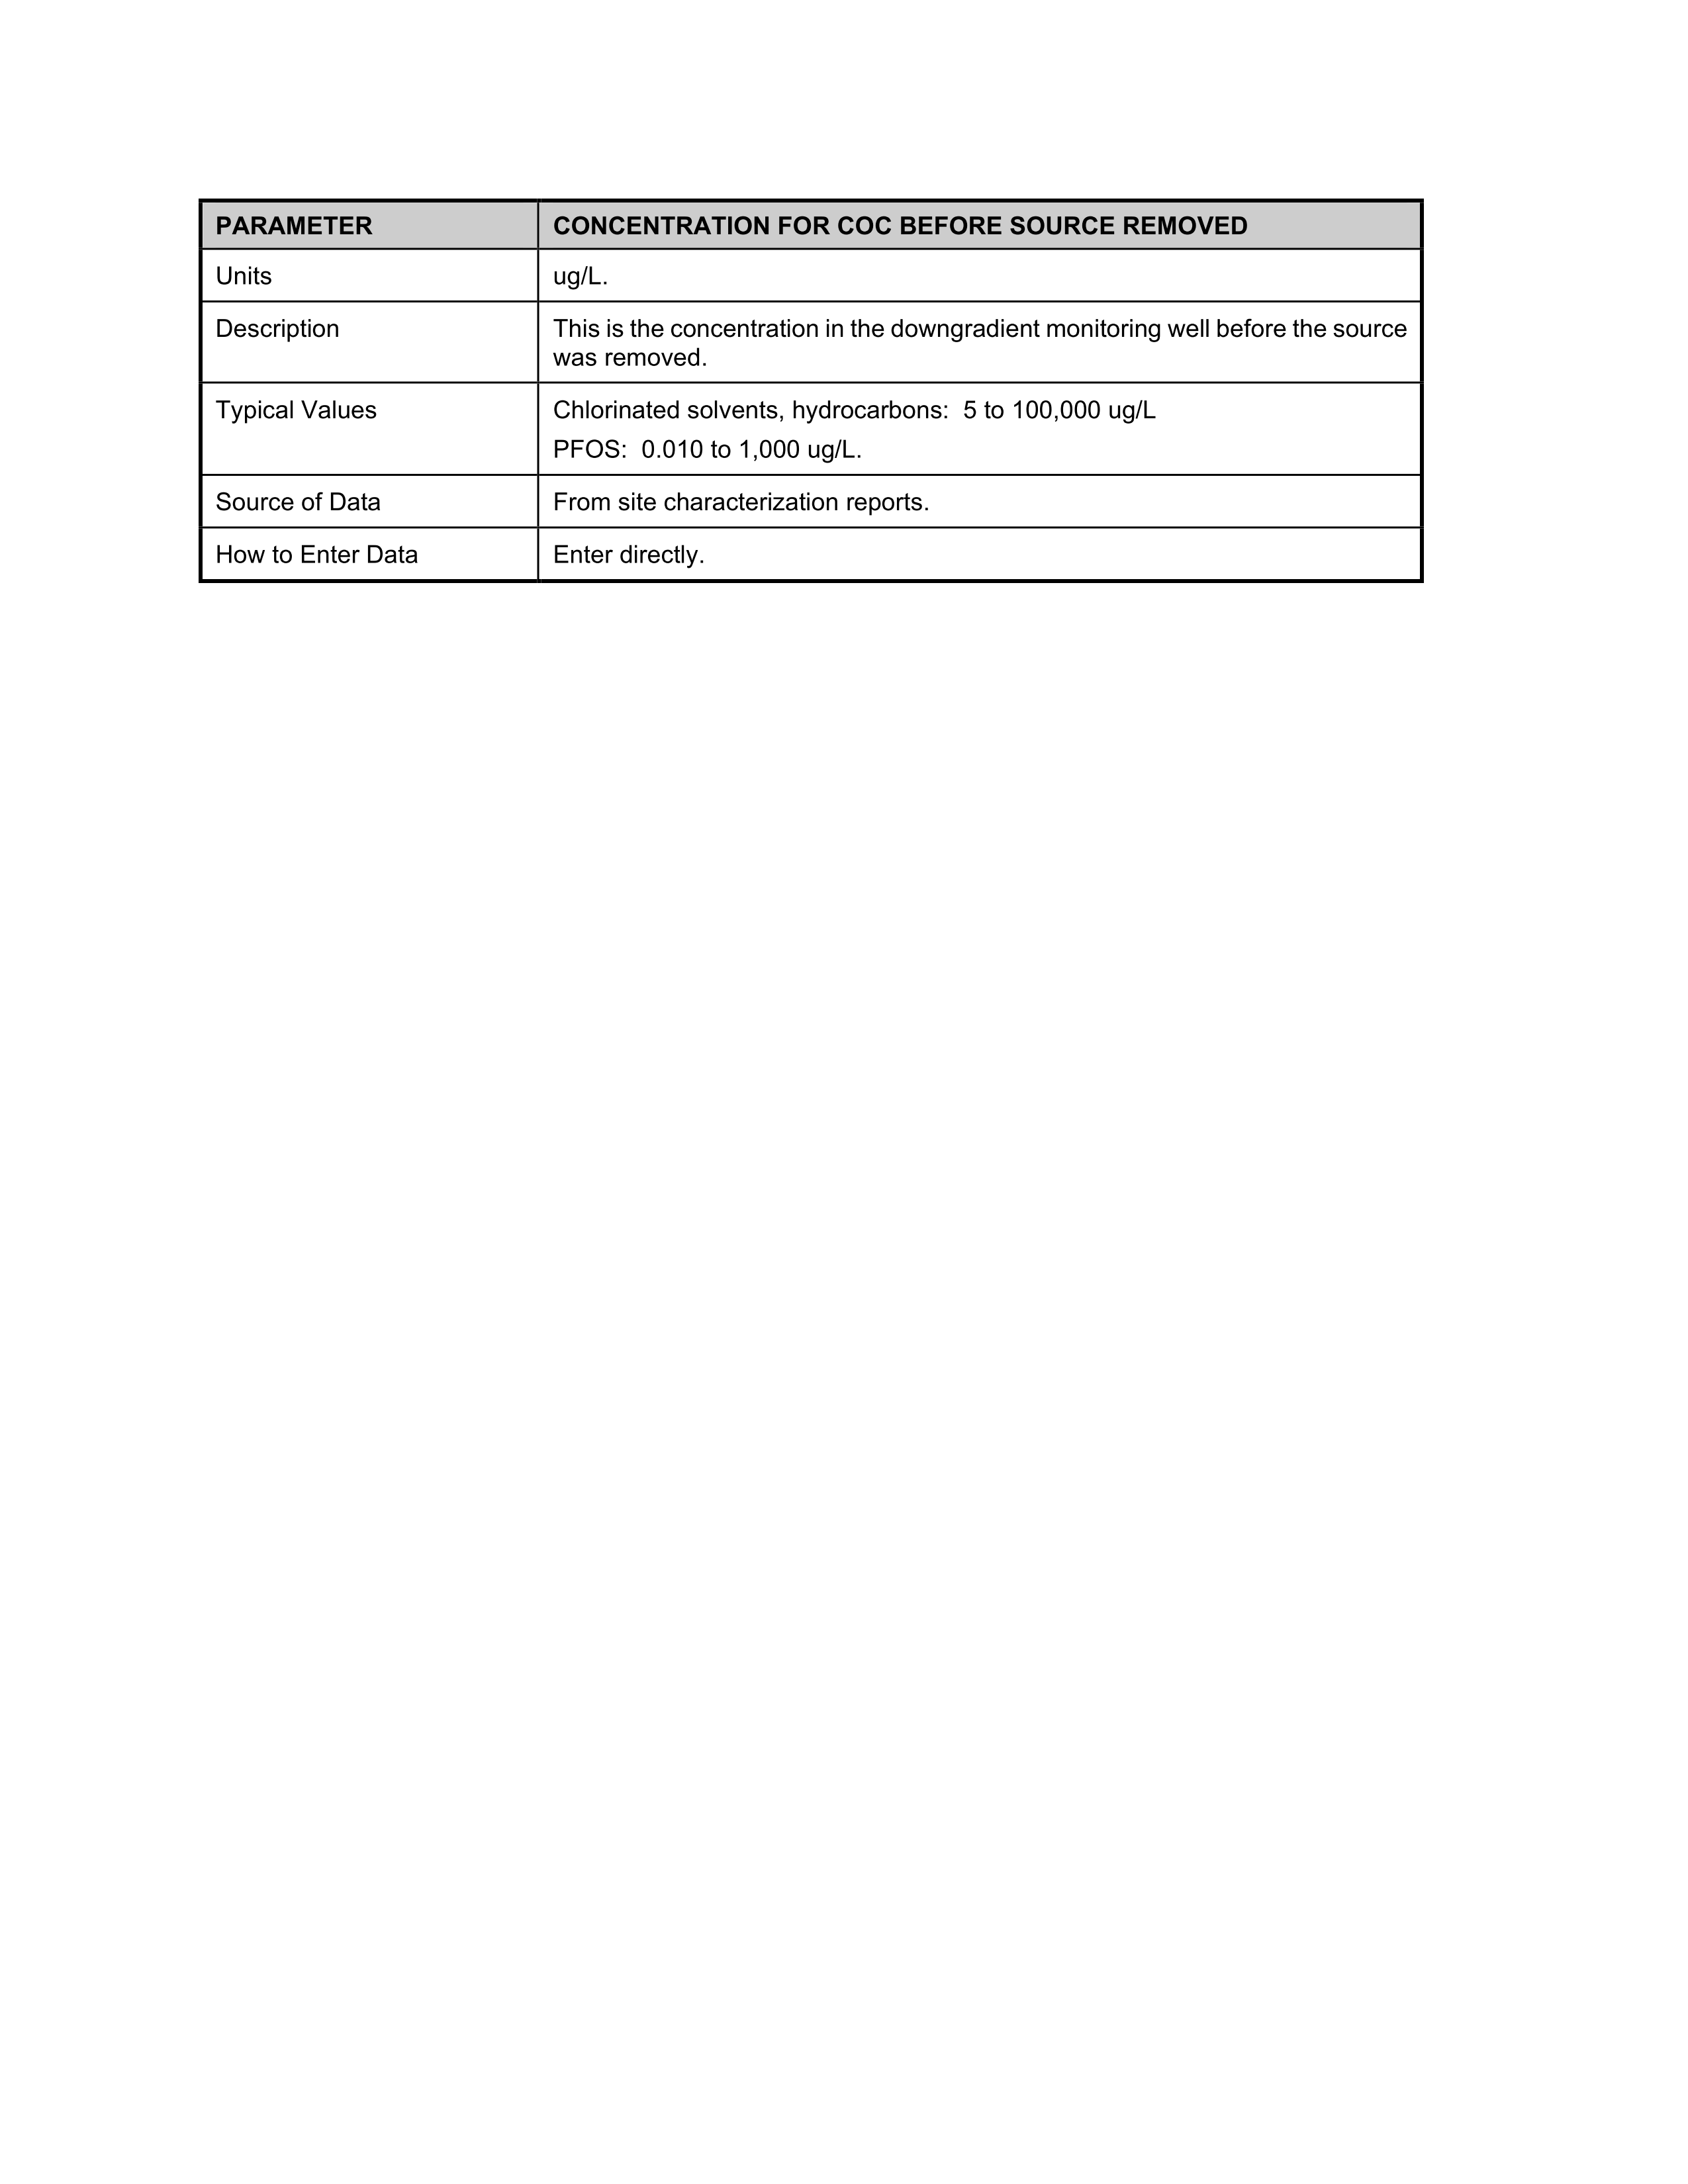 PARAMETER CONCENTRATION FOR COC BEFORE SOURCE REMOVED
Units ug/L.
Description This is the concentration in the downgradient monitoring well before the source
was removed.
Typical Values Chlorinated solvents, hydrocarbons:  5 to 100,000 ug/L
PFOS:  0.010 to 1,000 ug/L.
Source of Data From site characterization reports.
How to Enter Data Enter directly.